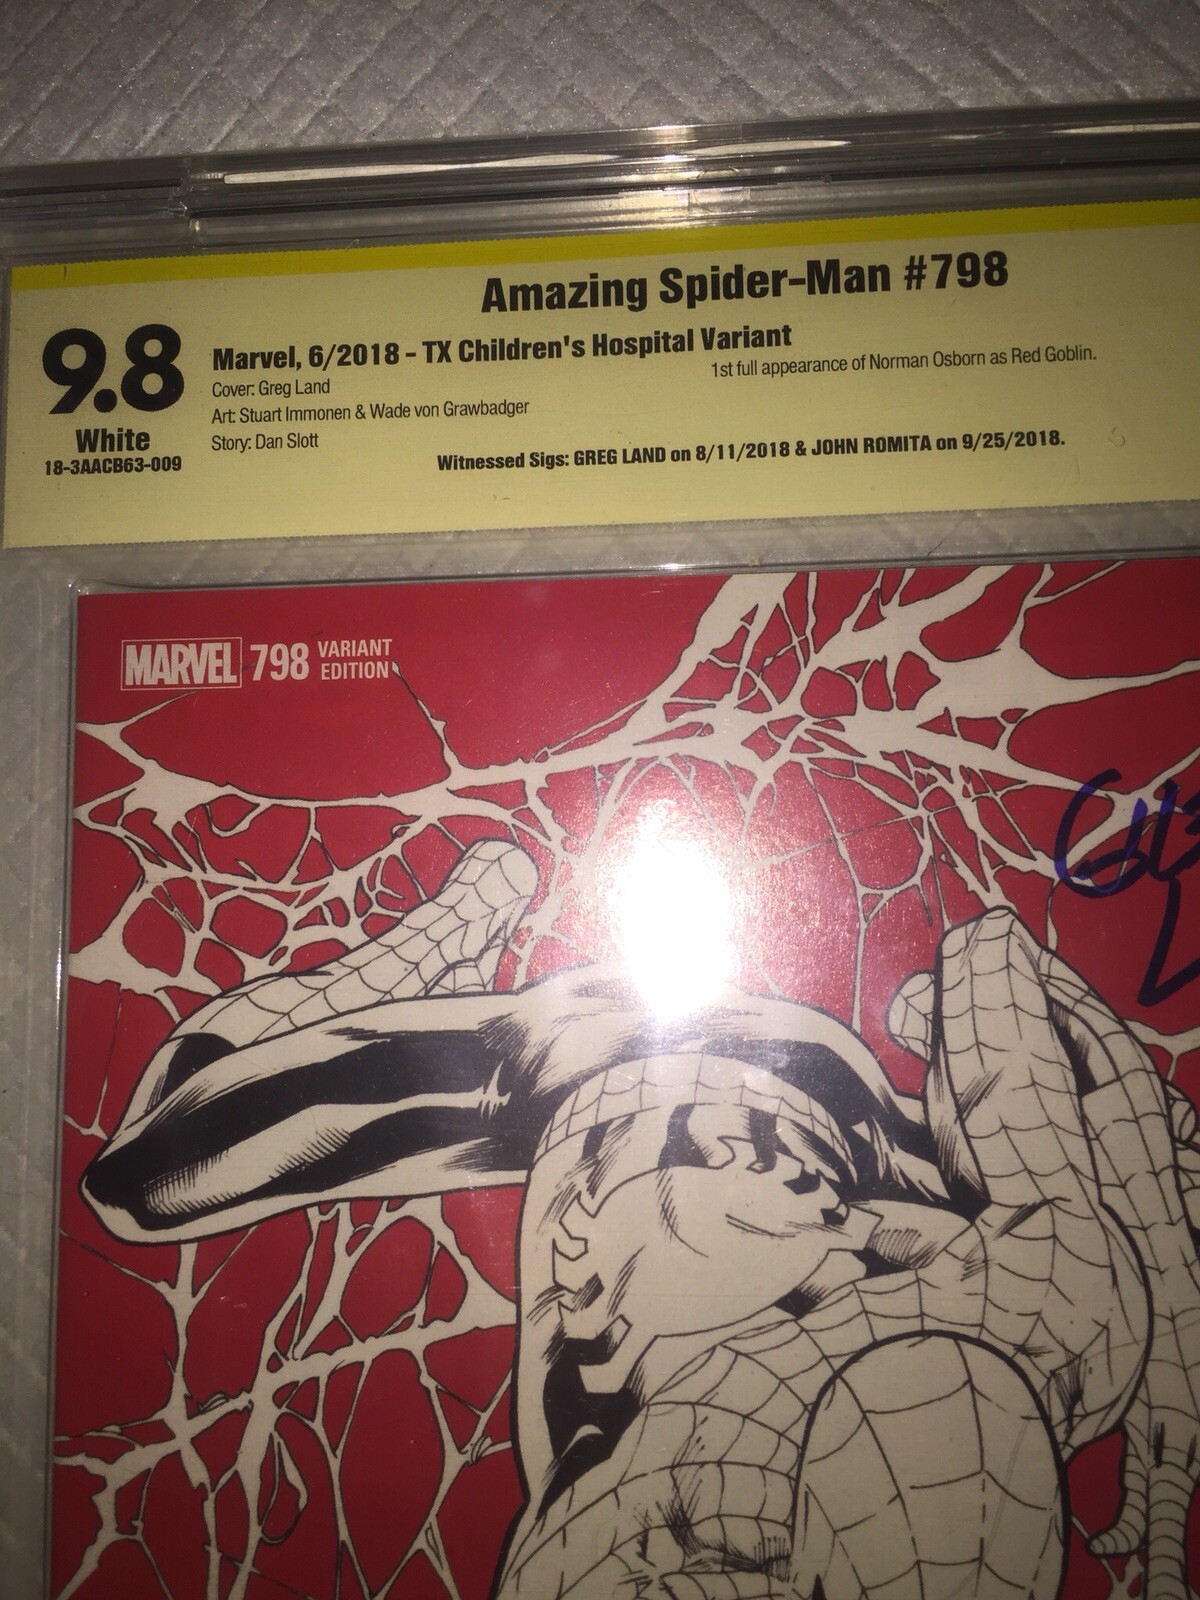 Amazing Spider-Man #798
9.8
White
18-3AACB63-009
Marvel, 6/2018 - TX Children's Hospital Variant
Cover: Greg Land
Art: Stuart Immonen & Wade von Grawbadger
Story: Dan Slott
1st full appearance of Norman Osborn as Red Goblin.
Witnessed Sigs: GREG LAND on 8/11/2018 & JOHN ROMITA on 9/25/2018.
MARVEL 798 VARIANT
EDITION